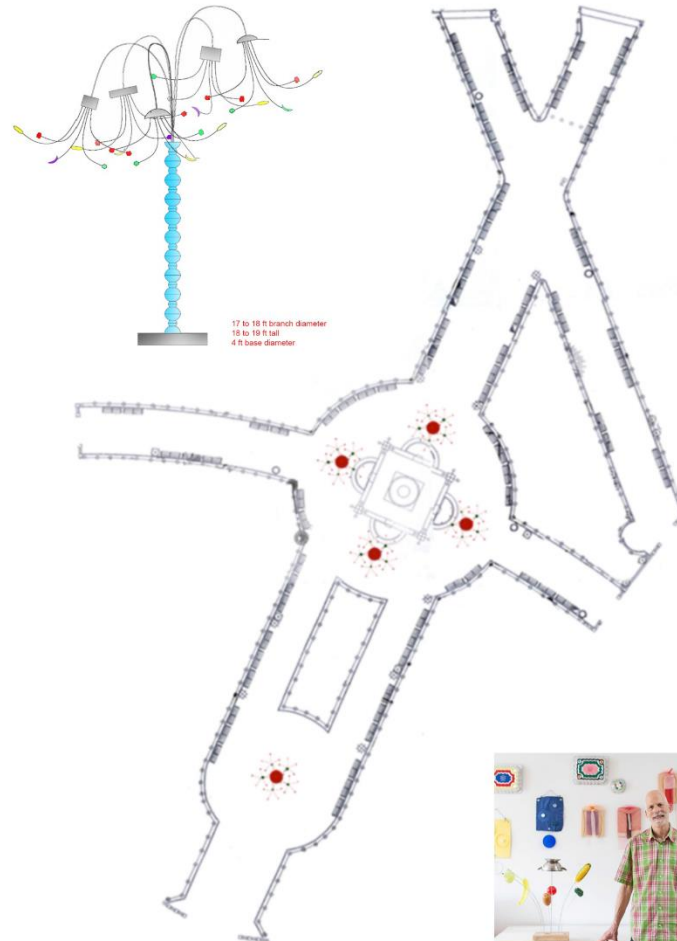 17 to 18 ft branch diameter
18 to 19 ft tall
4 ft base diameter